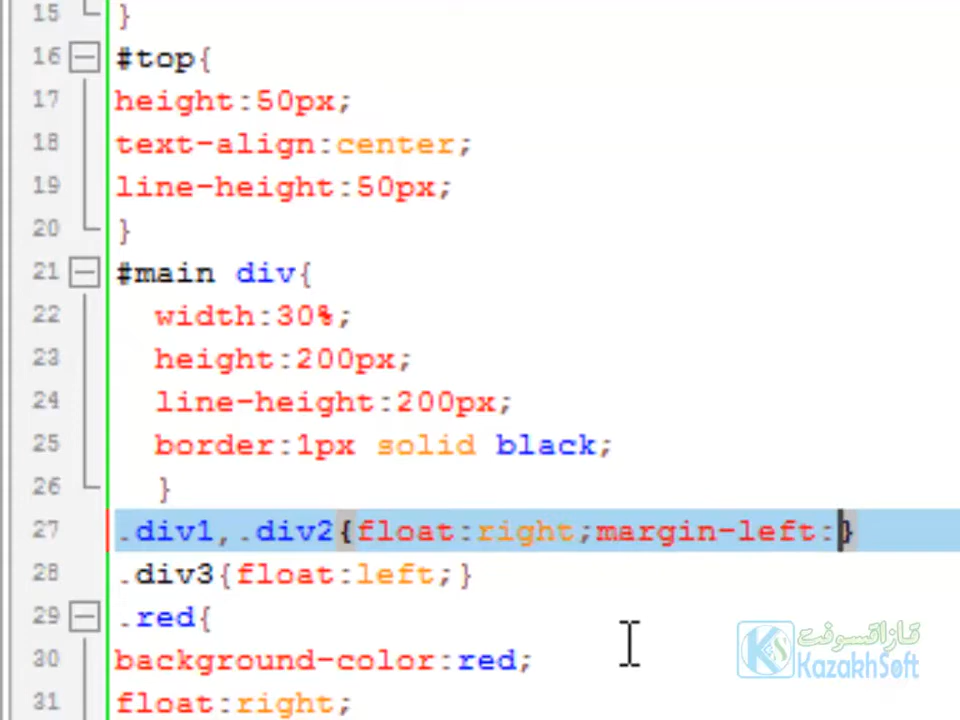 15 }
16 #top{
17 height:50px;
18 text-align:center;
19 line-height:50px;
20 }
21 #main div{
22 width:30%;
23 height:200px;
24 line-height:200px;
25 border:1px solid black;
26 }
27 .div1,.div2{float:right;margin-left:}
28 .div3{float:left;}
29 .red{
30 background-color:red;
31 float:right;
قازاقسوفت
KS KazakhSoft